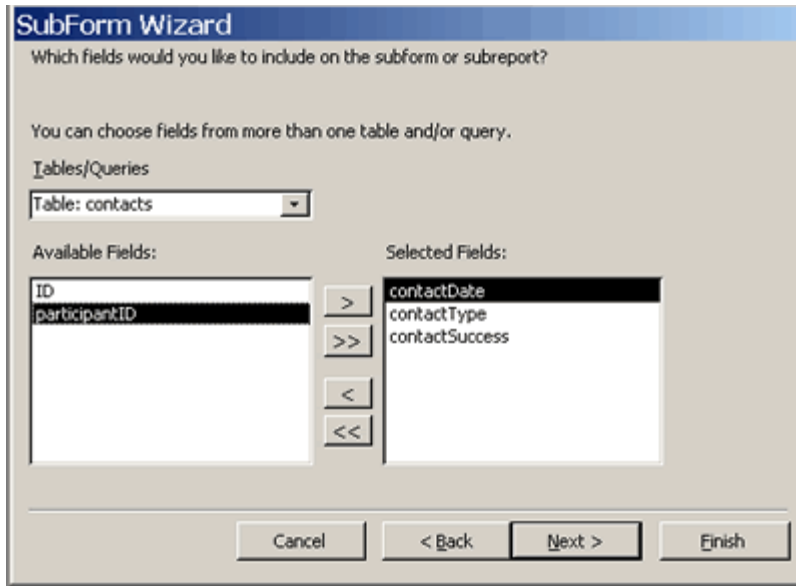 SubForm Wizard
Which fields would you like to include on the subform or subreport?
You can choose fields from more than one table and/or query.
Tables/Queries
Table: contacts
Available Fields:
Selected Fields:
ID
participantID
>
>>
<
<<
contactDate
contactType
contactSuccess
Cancel
< Back
Next >
Finish